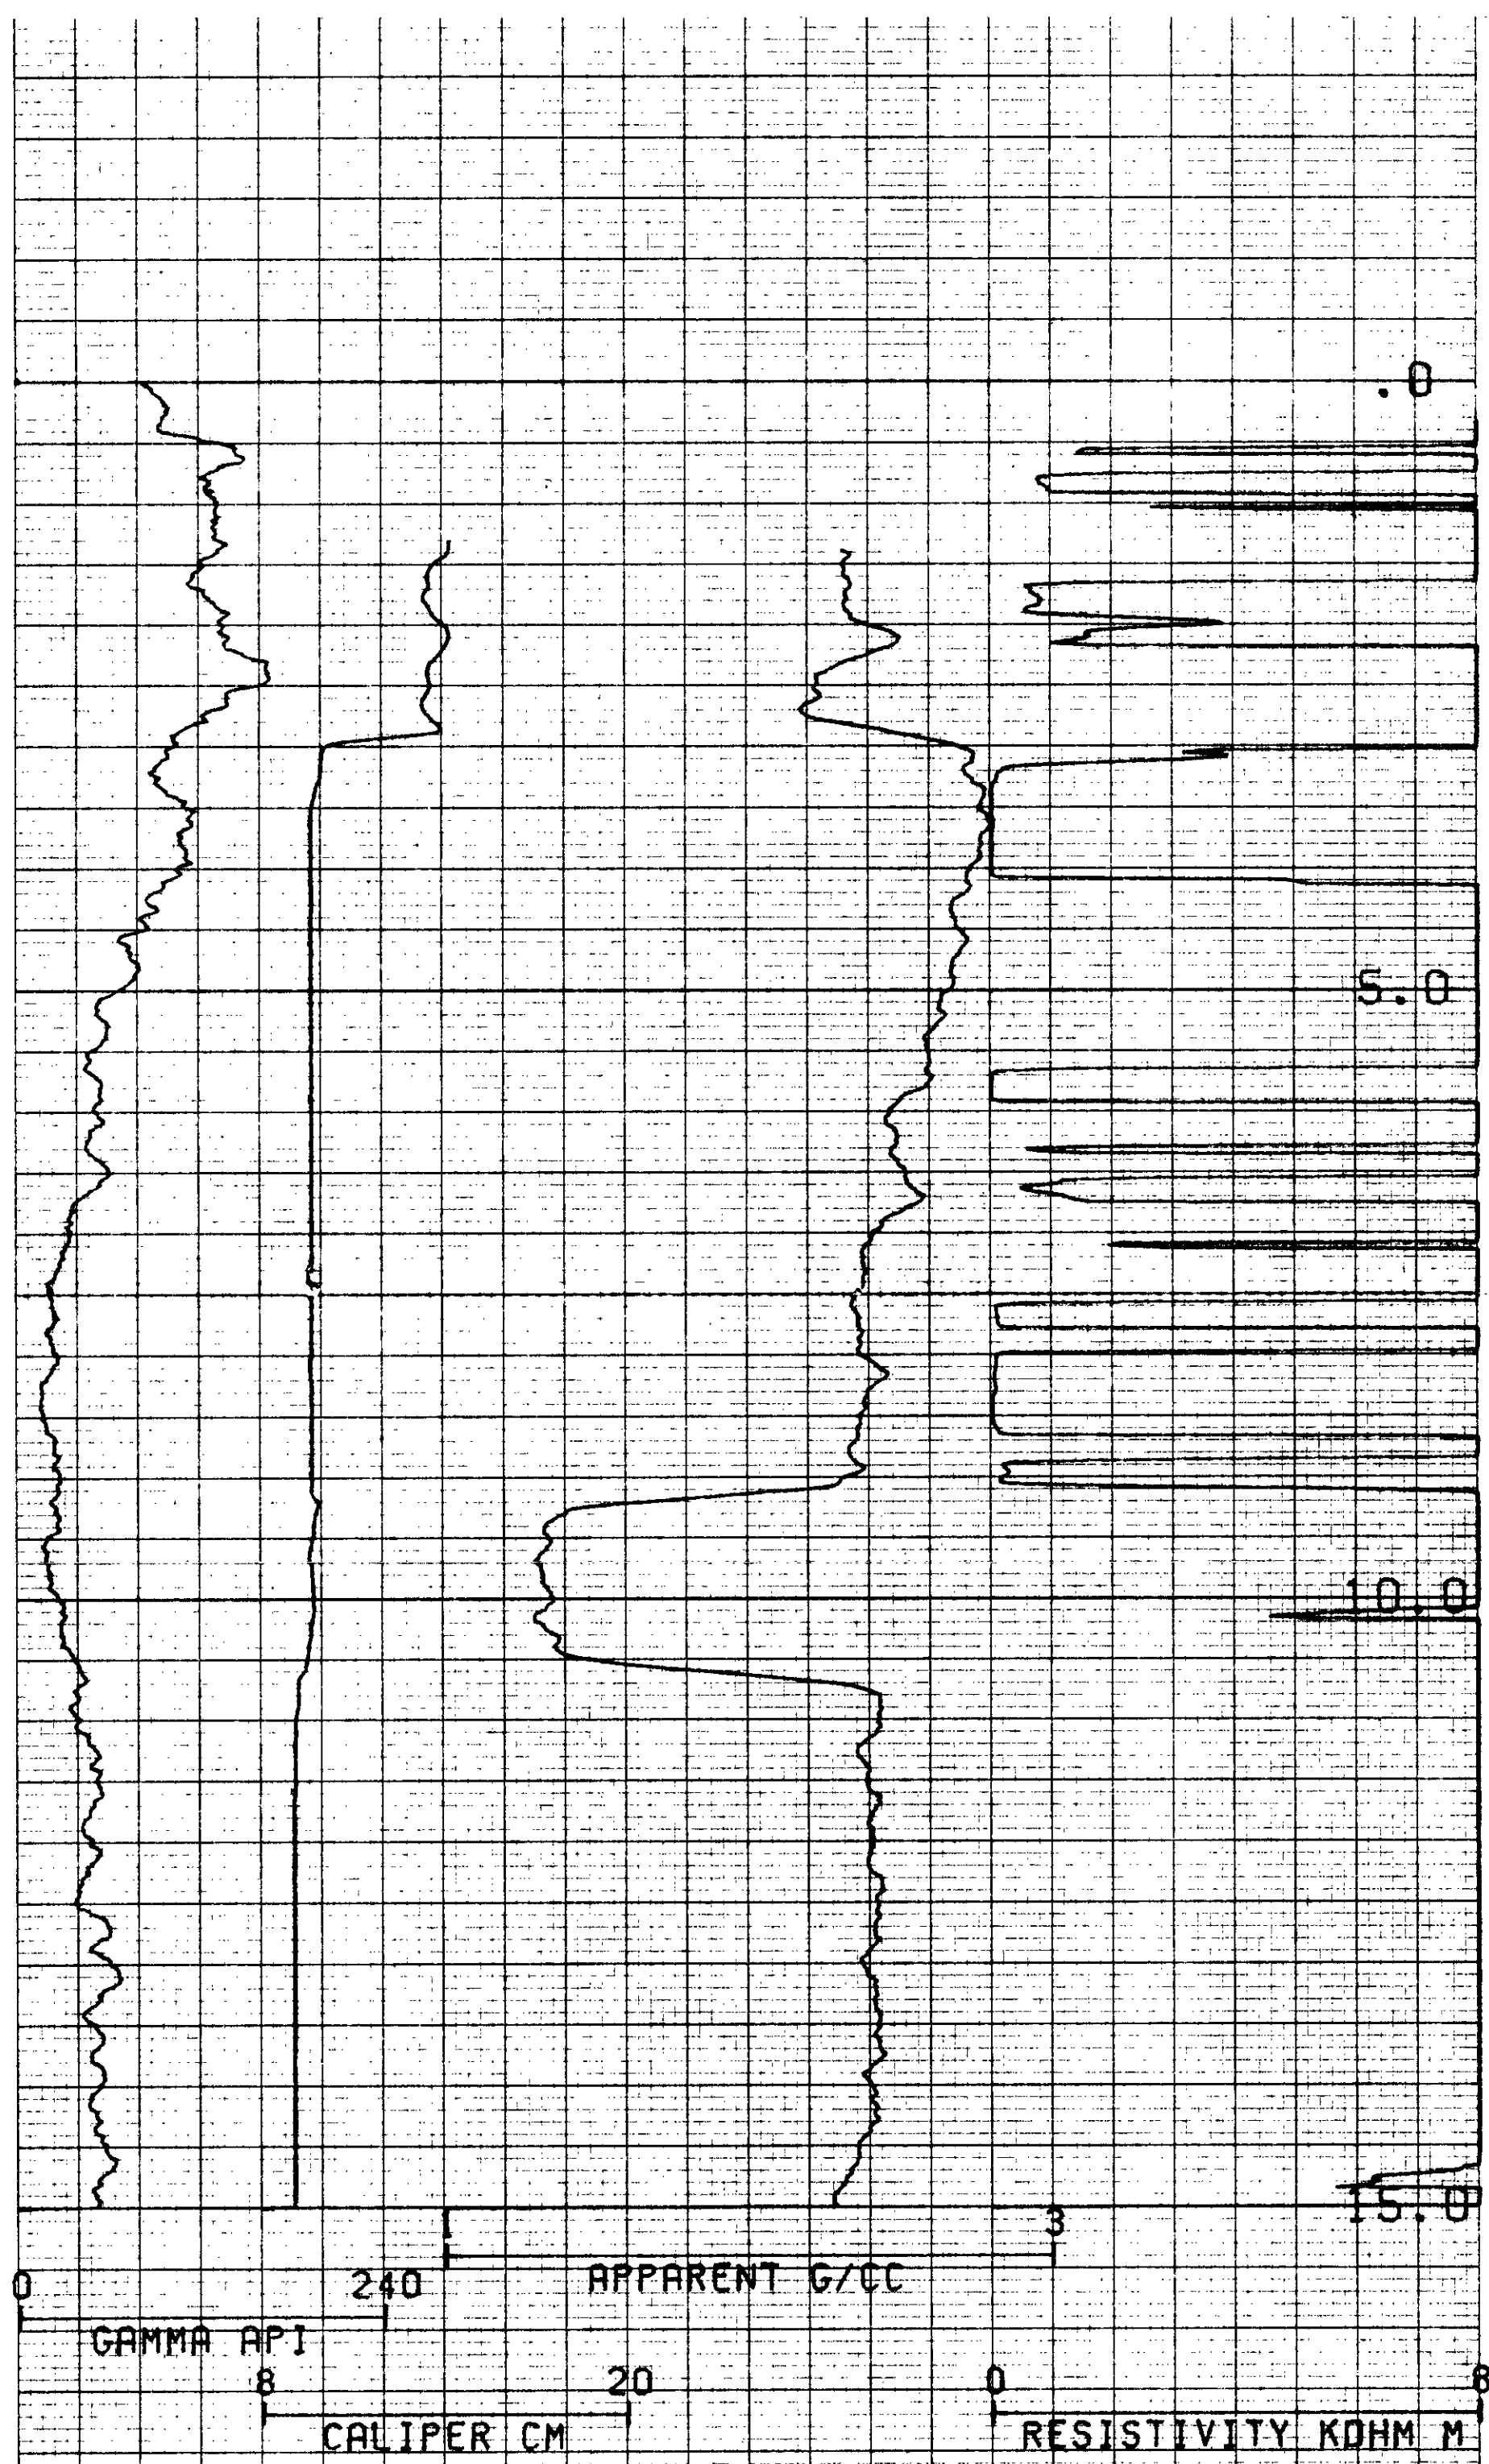 .0
5.0
10.0
15.0
1 3
APPARENT G/CC
0 240
GAMMA API
8 20 0 8
CALIPER CM RESISTIVITY KOHM M